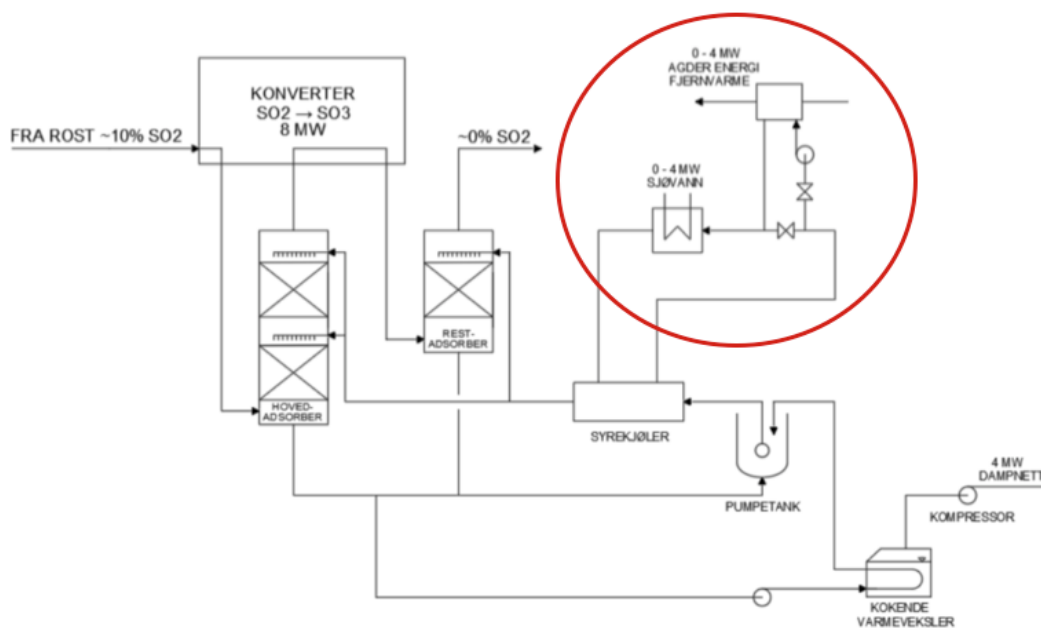 0 - 4 MW
AGDER ENERGI
FJERNVARME
KONVERTER
SO2 → SO3
8 MW
FRA ROST ~10% SO2
~0% SO2
0 - 4 MW
SJØVANN
REST-
ADSORBER
HOVED-
ADSORBER
SYREKJØLER
PUMPETANK
4 MW
DAMPNETT
KOMPRESSOR
KOKENDE
VARMEVEKSLER